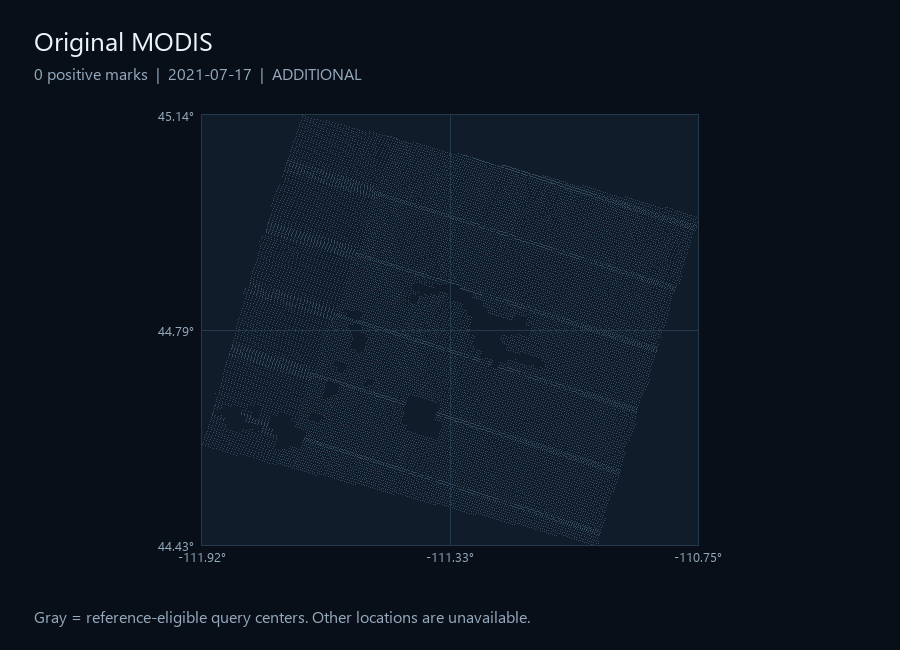 Original MODIS
0 positive marks | 2021-07-17 | ADDITIONAL
45.14°
44.79°
44.43°
-111.92° -111.33° -110.75°
Gray = reference-eligible query centers. Other locations are unavailable.